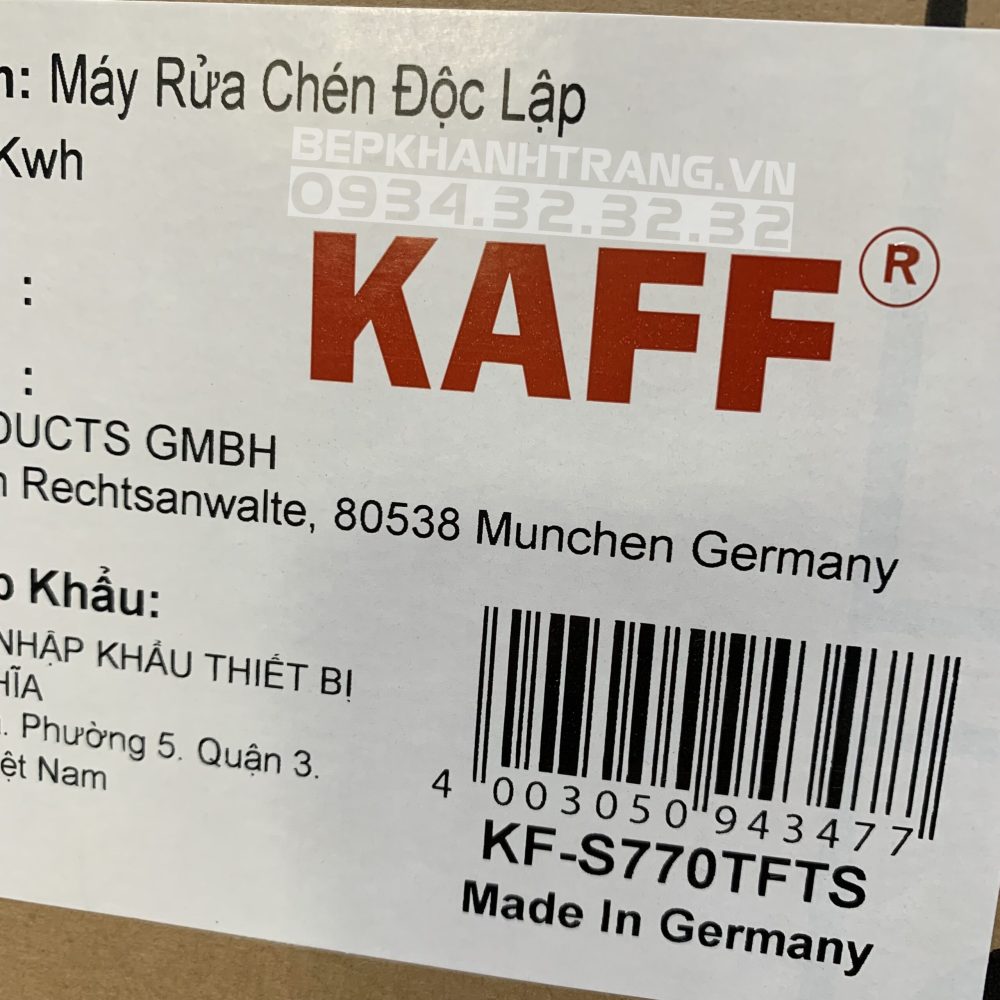 n: Máy Rửa Chén Độc Lập
Kwh
BEPKHANHTRANG.VN
0934.32.32.32
KAFF®
:
:
DUCTS GMBH
n Rechtsanwalte, 80538 Munchen Germany
p Khẩu:
NHẬP KHẨU THIẾT BỊ
HĨA
. Phường 5. Quận 3.
ệt Nam
4 003050 943477
KF-S770TFTS
Made In Germany